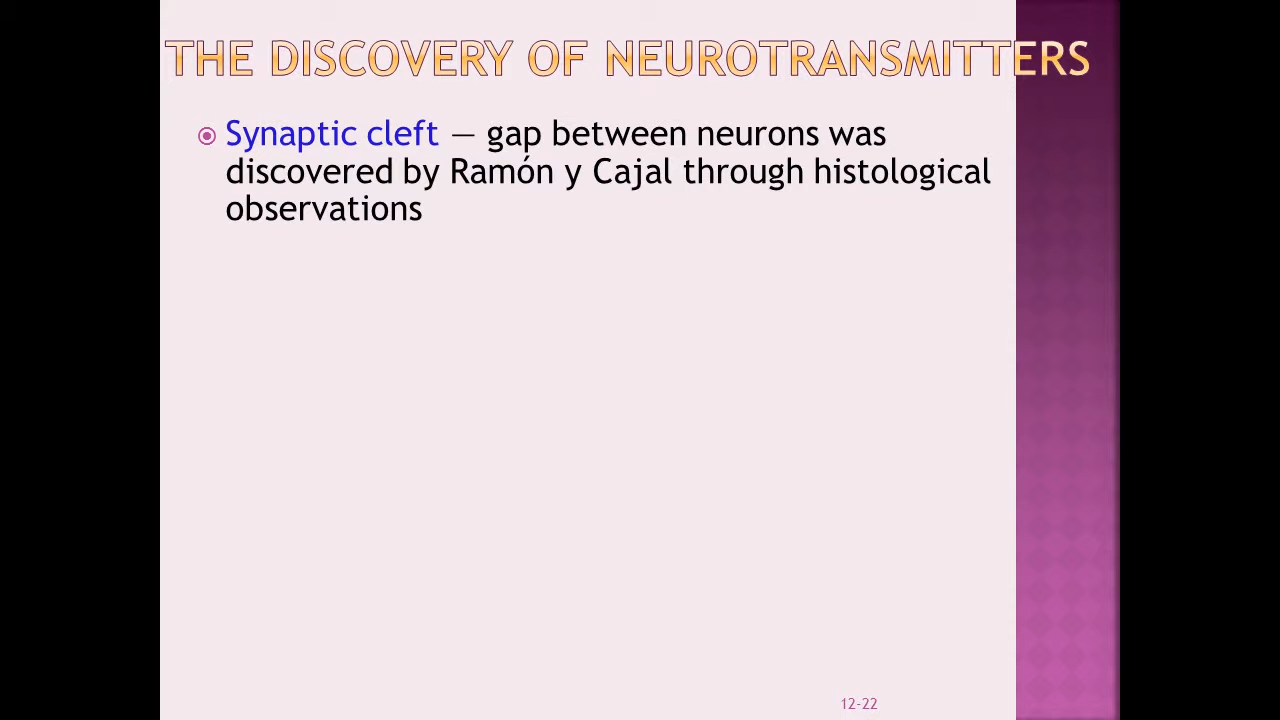 THE DISCOVERY OF NEUROTRANSMITTERS
Synaptic cleft — gap between neurons was
discovered by Ramón y Cajal through histological
observations
12-22